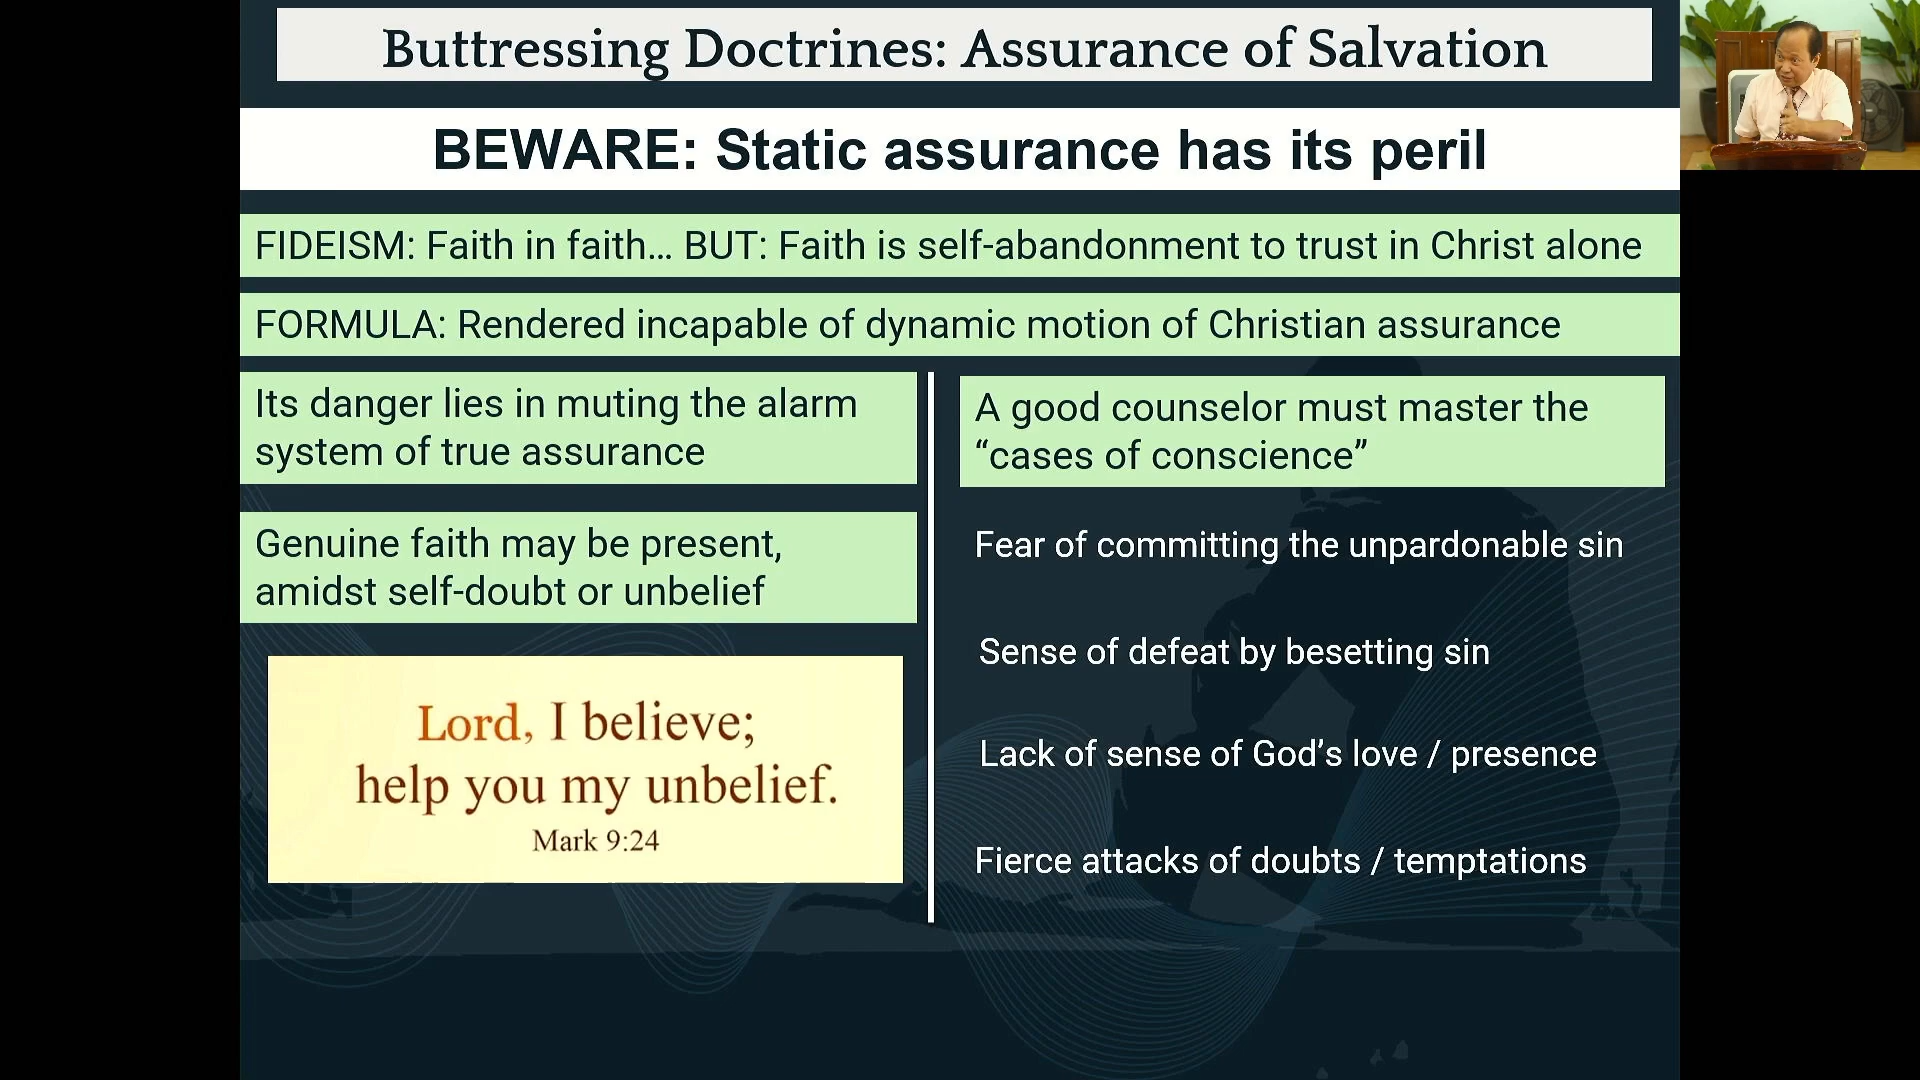 Buttressing Doctrines: Assurance of Salvation
BEWARE: Static assurance has its peril
FIDEISM: Faith in faith... BUT: Faith is self-abandonment to trust in Christ alone
FORMULA: Rendered incapable of dynamic motion of Christian assurance
Its danger lies in muting the alarm
system of true assurance
Genuine faith may be present,
amidst self-doubt or unbelief
Lord, I believe;
help you my unbelief.
Mark 9:24
A good counselor must master the
“cases of conscience”
Fear of committing the unpardonable sin
Sense of defeat by besetting sin
Lack of sense of God’s love / presence
Fierce attacks of doubts / temptations